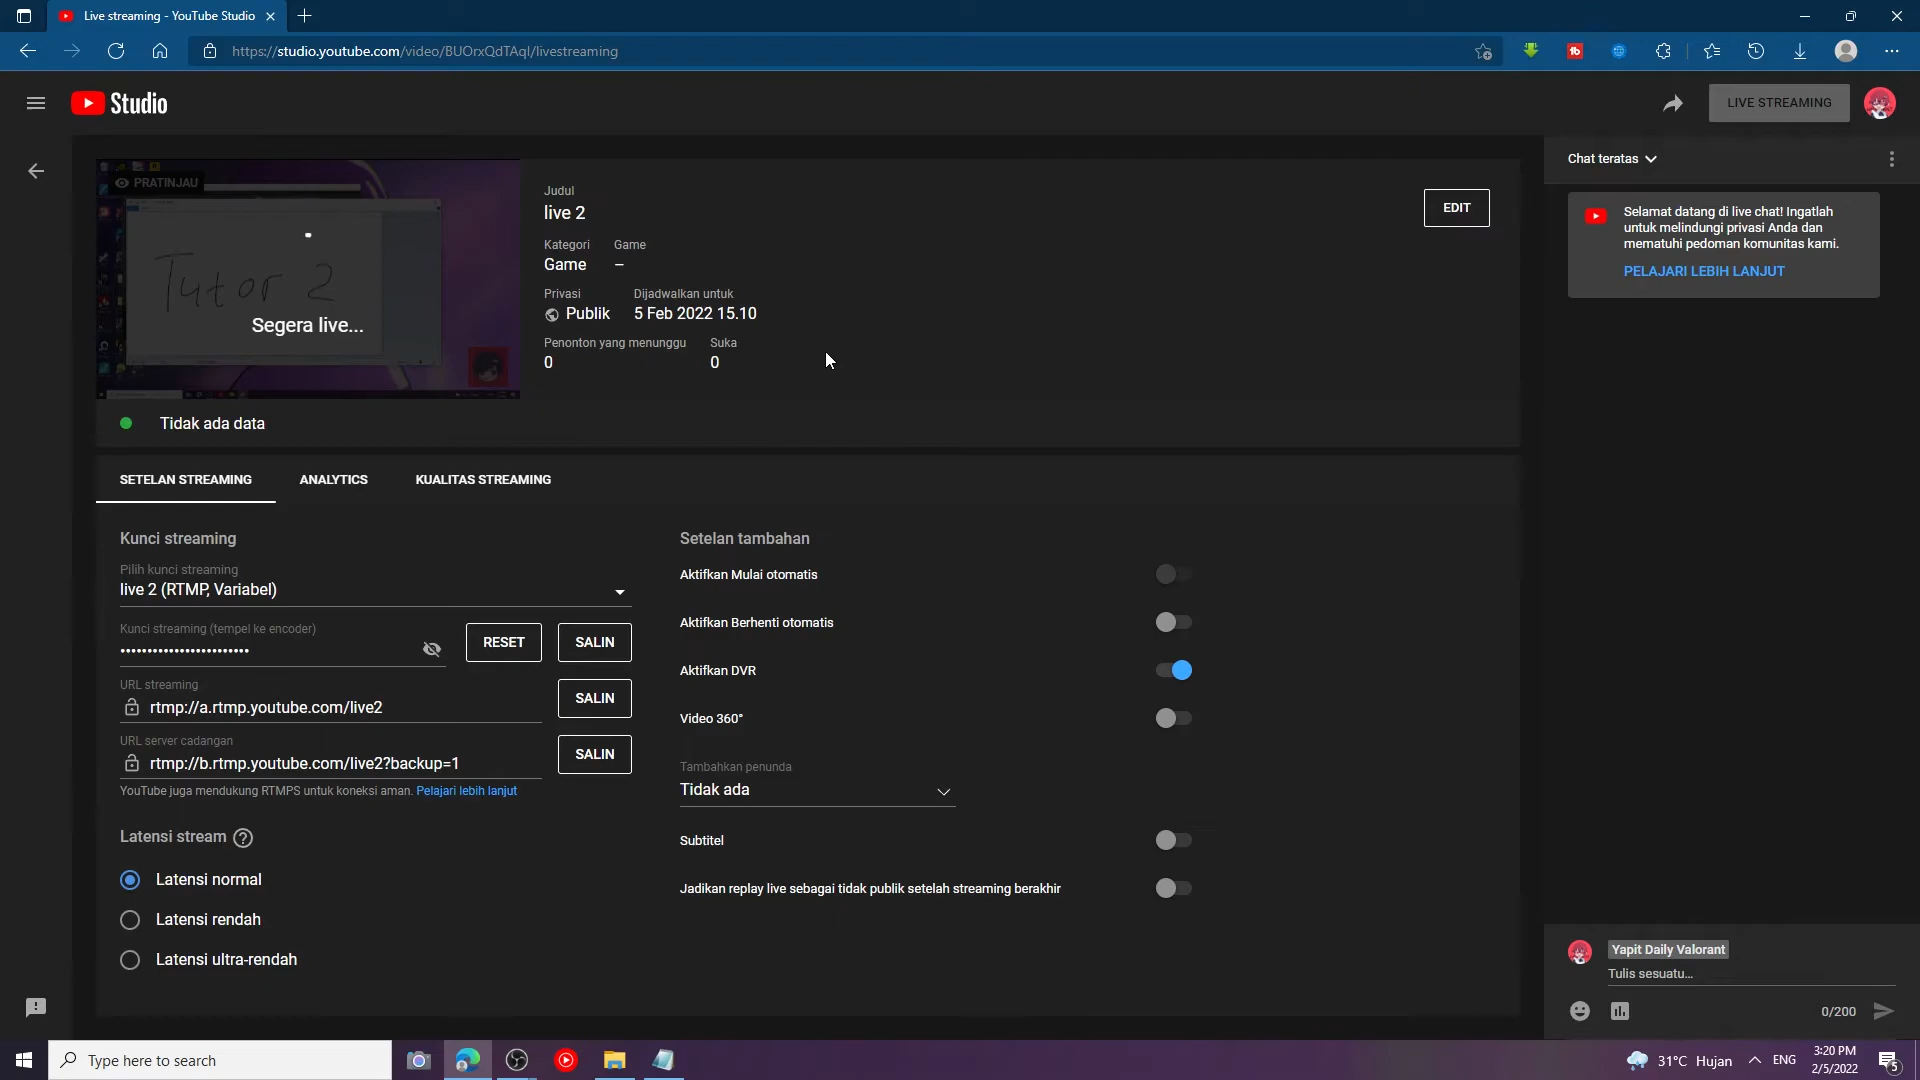 Live streaming - YouTube Studio
https://studio.youtube.com/video/BUOrxQdTAqI/livestreaming
Studio
LIVE STREAMING
PRATINJAU
Tutor 2
Segera live...
Judul
live 2
EDIT
Kategori Game
Game –
Privasi Dijadwalkan untuk
Publik 5 Feb 2022 15.10
Penonton yang menunggu Suka
0 0
Tidak ada data
Chat teratas
Selamat datang di live chat! Ingatlah
untuk melindungi privasi Anda dan
mematuhi pedoman komunitas kami.
PELAJARI LEBIH LANJUT
SETELAN STREAMING ANALYTICS KUALITAS STREAMING
Kunci streaming
Pilih kunci streaming
live 2 (RTMP, Variabel)
Kunci streaming (tempel ke encoder)
••••••••••••••••••••••••
RESET SALIN
URL streaming
rtmp://a.rtmp.youtube.com/live2
SALIN
URL server cadangan
rtmp://b.rtmp.youtube.com/live2?backup=1
SALIN
YouTube juga mendukung RTMPS untuk koneksi aman. Pelajari lebih lanjut
Latensi stream ?
Latensi normal
Latensi rendah
Latensi ultra-rendah
Setelan tambahan
Aktifkan Mulai otomatis
Aktifkan Berhenti otomatis
Aktifkan DVR
Video 360°
Tambahkan penunda
Tidak ada
Subtitel
Jadikan replay live sebagai tidak publik setelah streaming berakhir
Yapit Daily Valorant
Tulis sesuatu...
0/200
Type here to search
31°C Hujan
ENG
3:20 PM
2/5/2022
5